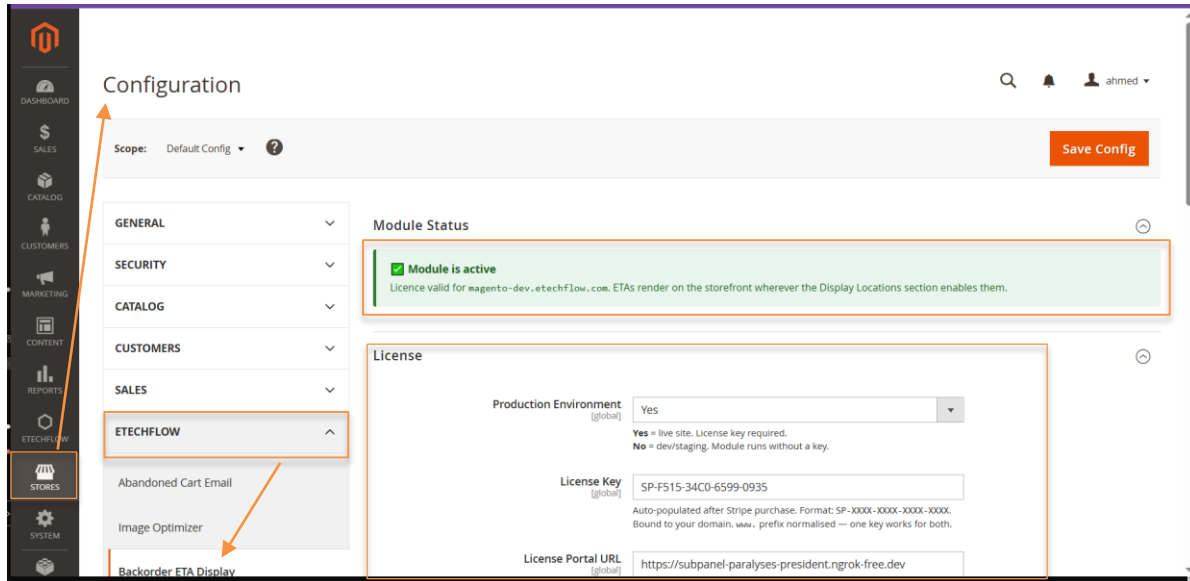 Configuration
ahmed
DASHBOARD
SALES
CATALOG
CUSTOMERS
MARKETING
CONTENT
REPORTS
ETECHFLOW
STORES
SYSTEM
Scope: Default Config ?
Save Config
GENERAL
SECURITY
CATALOG
CUSTOMERS
SALES
ETECHFLOW
Abandoned Cart Email
Image Optimizer
Backorder ETA Display
Module Status
Module is active
Licence valid for magento-dev.etechflow.com. ETAs render on the storefront wherever the Display Locations section enables them.
License
Production Environment Yes
[global]
Yes = live site. License key required.
No = dev/staging. Module runs without a key.
License Key SP-F515-34C0-6599-0935
[global]
Auto-populated after Stripe purchase. Format: SP-XXXX-XXXX-XXXX-XXXX.
Bound to your domain. www. prefix normalised — one key works for both.
License Portal URL https://subpanel-paralyses-president.ngrok-free.dev
[global]